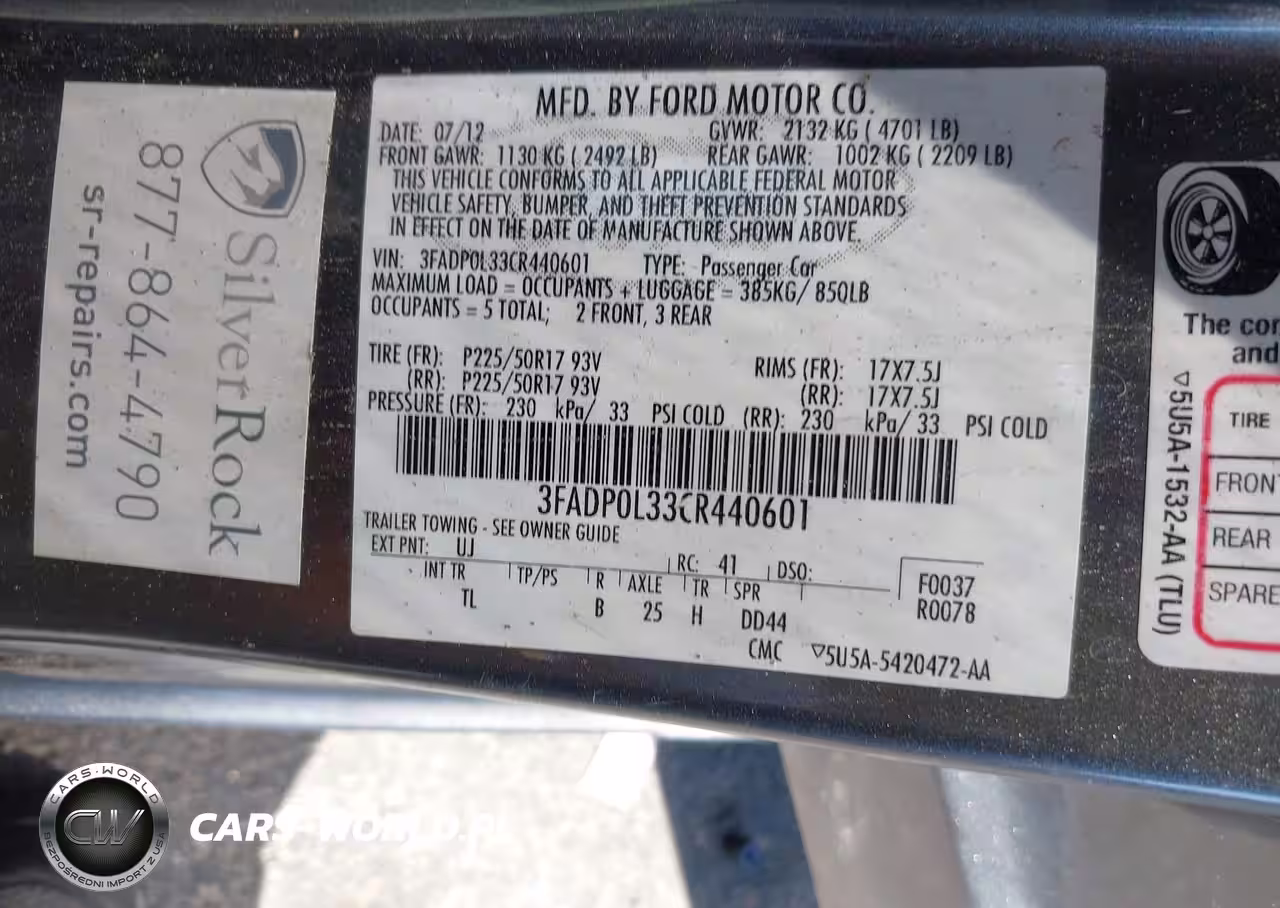 MFD. BY FORD MOTOR CO.
DATE: 07/12 GVWR: 2132 KG ( 4701 LB)
FRONT GAWR: 1130 KG ( 2492 LB) REAR GAWR: 1002 KG ( 2209 LB)
THIS VEHICLE CONFORMS TO ALL APPLICABLE FEDERAL MOTOR
VEHICLE SAFETY, BUMPER, AND THEFT PREVENTION STANDARDS
IN EFFECT ON THE DATE OF MANUFACTURE SHOWN ABOVE.
VIN: 3FADP0L33CR440601 TYPE: Passenger Car
MAXIMUM LOAD = OCCUPANTS + LUGGAGE = 385KG/ 850LB
OCCUPANTS = 5 TOTAL; 2 FRONT, 3 REAR
TIRE (FR): P225/50R17 93V RIMS (FR): 17X7.5J
(RR): P225/50R17 93V (RR): 17X7.5J
PRESSURE (FR): 230 kPa/ 33 PSI COLD (RR): 230 kPa/ 33 PSI COLD
3FADP0L33CR440601
TRAILER TOWING - SEE OWNER GUIDE
EXT PNT: UJ RC: 41 DSO:
INT TR TP/PS R AXLE TR SPR
TL B 25 H DD44
F0037
R0078
CMC ▽5U5A-5420472-AA
SilverRock
877-864-4790
sr-repairs.com
The
and
▽5U5A-1532-AA (TLU)
TIRE
FRONT
REAR
SPARE
CARS-WORLD
CW
BEZPOŚREDNI IMPORT Z USA
CARS-WORLD.PL